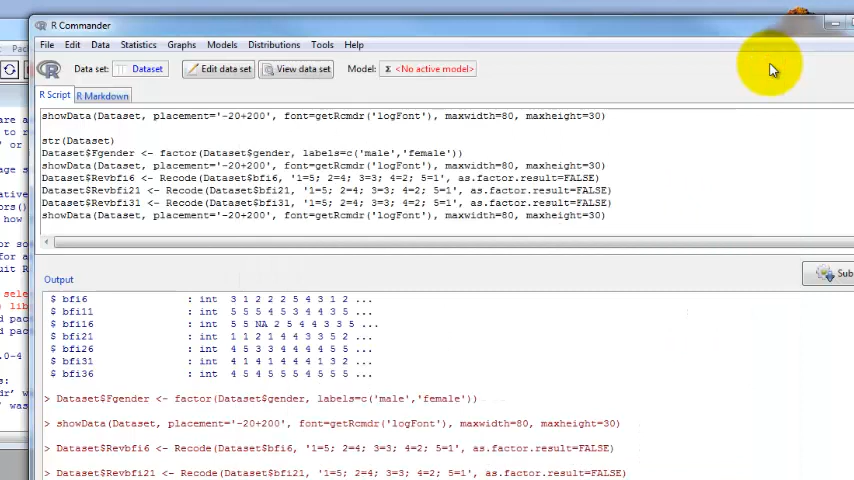 R Commander
File Edit Data Statistics Graphs Models Distributions Tools Help
Data set: Dataset Edit data set View data set Model: Σ <No active model>
R Script R Markdown
showData(Dataset, placement='-20+200', font=getRcmdr('logFont'), maxwidth=80, maxheight=30)
str(Dataset)
Dataset$Fgender <- factor(Dataset$gender, labels=c('male','female'))
showData(Dataset, placement='-20+200', font=getRcmdr('logFont'), maxwidth=80, maxheight=30)
Dataset$Revbfi6 <- Recode(Dataset$bfi6, '1=5; 2=4; 3=3; 4=2; 5=1', as.factor.result=FALSE)
Dataset$Revbfi21 <- Recode(Dataset$bfi21, '1=5; 2=4; 3=3; 4=2; 5=1', as.factor.result=FALSE)
Dataset$Revbfi31 <- Recode(Dataset$bfi31, '1=5; 2=4; 3=3; 4=2; 5=1', as.factor.result=FALSE)
showData(Dataset, placement='-20+200', font=getRcmdr('logFont'), maxwidth=80, maxheight=30)
Output
Sub
$ bfi6 : int 3 1 2 2 2 5 4 3 1 2 ...
$ bfi11 : int 5 5 5 4 5 3 4 4 3 5 ...
$ bfi16 : int 5 5 NA 2 5 4 4 3 3 5 ...
$ bfi21 : int 1 1 2 1 4 4 3 3 5 2 ...
$ bfi26 : int 4 5 3 3 4 4 4 4 5 5 ...
$ bfi31 : int 4 1 4 1 4 4 4 1 3 2 ...
$ bfi36 : int 4 5 4 5 5 5 4 5 5 5 ...
> Dataset$Fgender <- factor(Dataset$gender, labels=c('male','female'))
> showData(Dataset, placement='-20+200', font=getRcmdr('logFont'), maxwidth=80, maxheight=30)
> Dataset$Revbfi6 <- Recode(Dataset$bfi6, '1=5; 2=4; 3=3; 4=2; 5=1', as.factor.result=FALSE)
> Dataset$Revbfi21 <- Recode(Dataset$bfi21, '1=5; 2=4; 3=3; 4=2; 5=1', as.factor.result=FALSE)